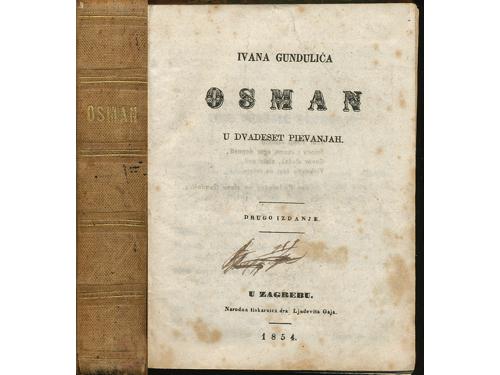 OSMAN
IVANA GUNDULIĆA
OSMAN
U DVADESET PIEVANJAH.
DRUGO IZDANJE.
U ZAGREBU.
Narodna tiskarnica dra Ljudevita Gaja.
1854.